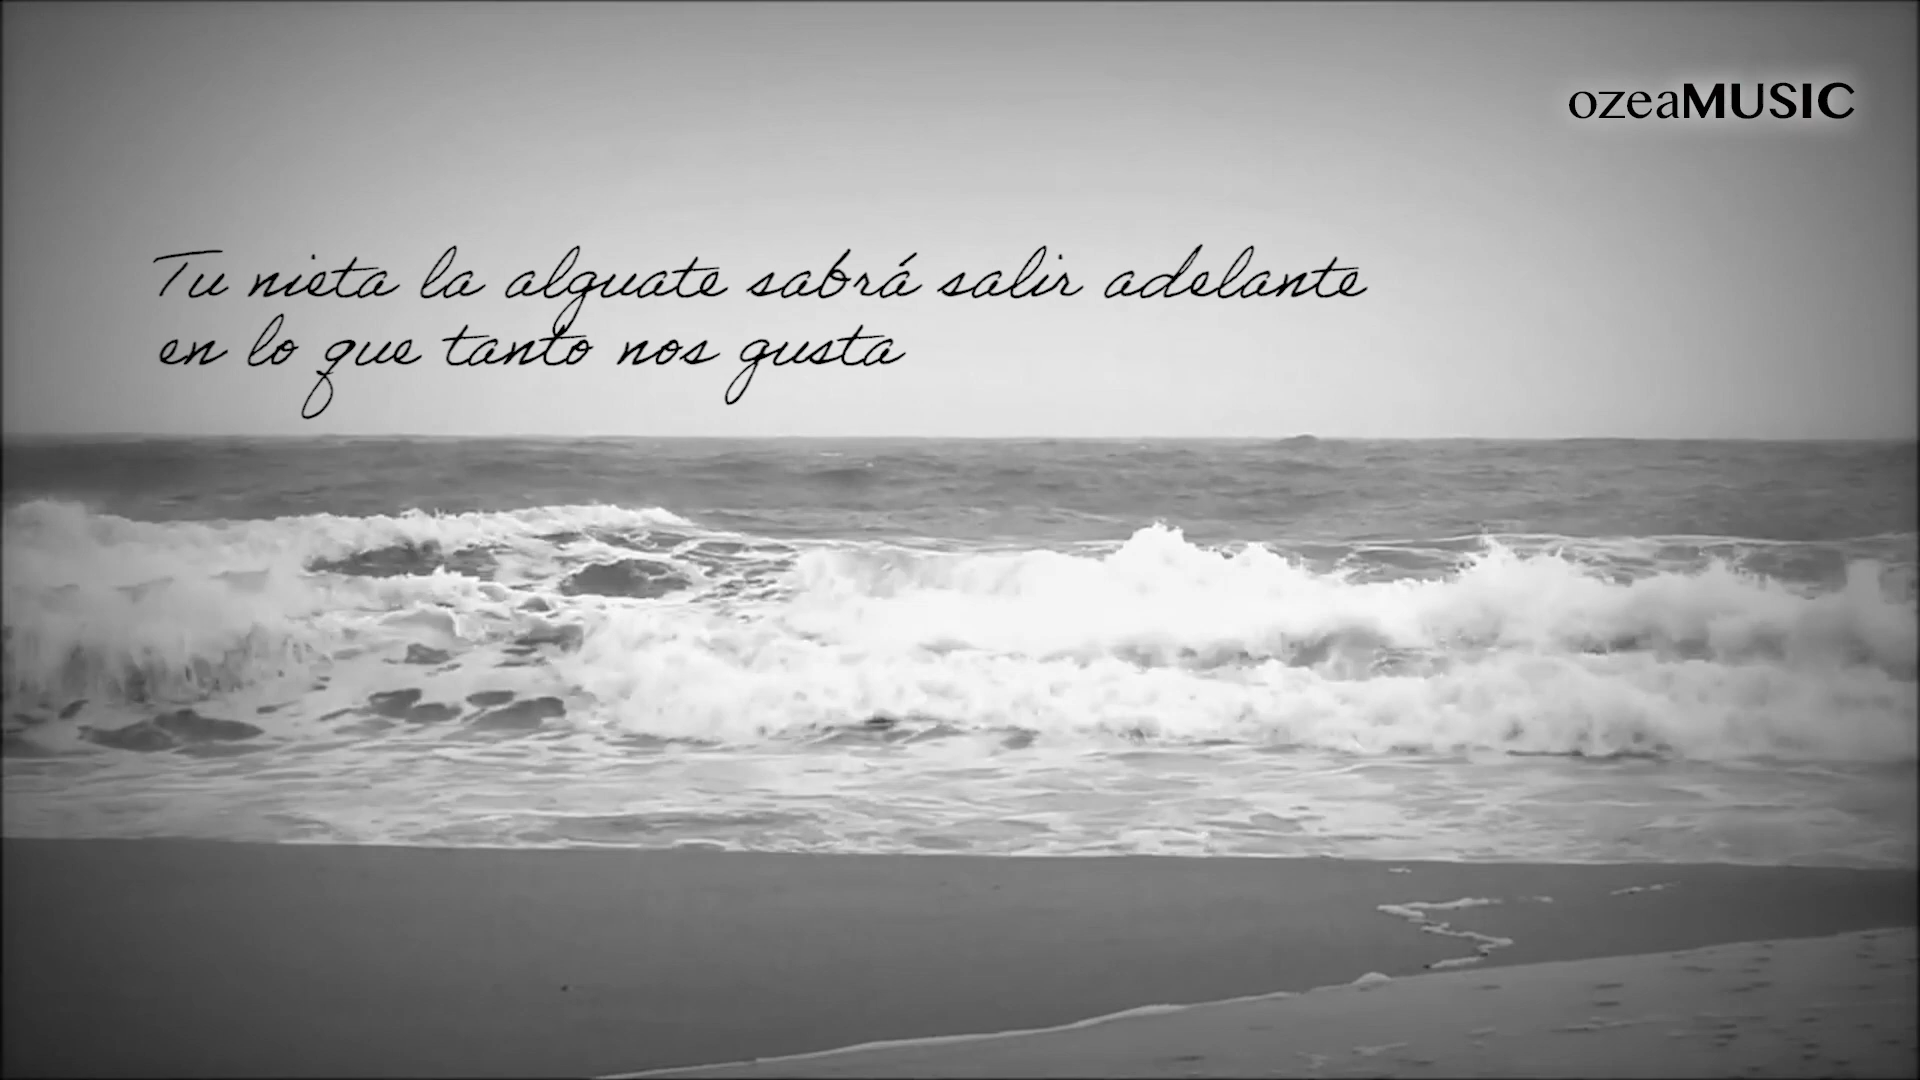 ozeaMUSIC
Tu nieta la alguate sabrá salir adelante
en lo que tanto nos gusta